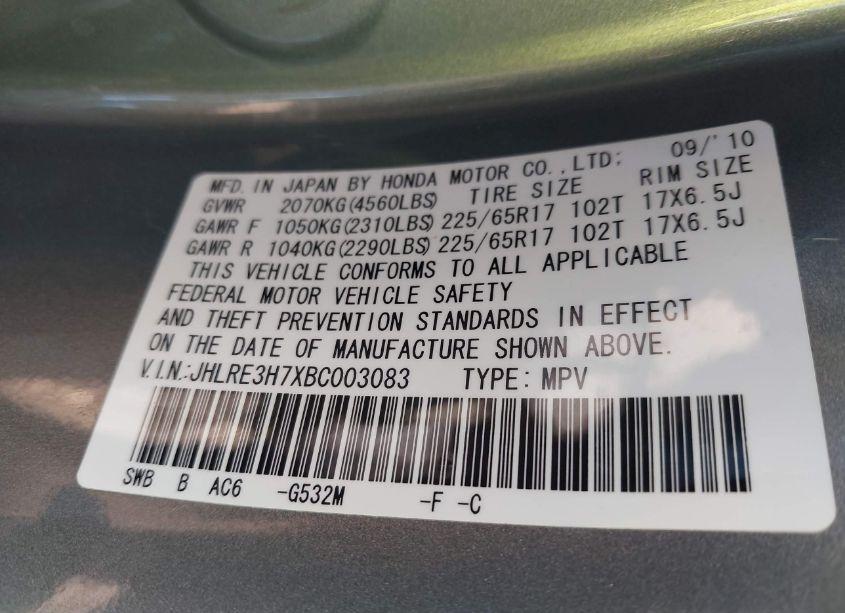 MFD. IN JAPAN BY HONDA MOTOR CO.,LTD; 09/'10
GVWR 2070KG(4560LBS) TIRE SIZE RIM SIZE
GAWR F 1050KG(2310LBS) 225/65R17 102T 17X6.5J
GAWR R 1040KG(2290LBS) 225/65R17 102T 17X6.5J
THIS VEHICLE CONFORMS TO ALL APPLICABLE
FEDERAL MOTOR VEHICLE SAFETY
AND THEFT PREVENTION STANDARDS IN EFFECT
ON THE DATE OF MANUFACTURE SHOWN ABOVE.
V.I.N.:JHLRE3H7XBC003083 TYPE: MPV
SWB B AC6 -G532M -F -C